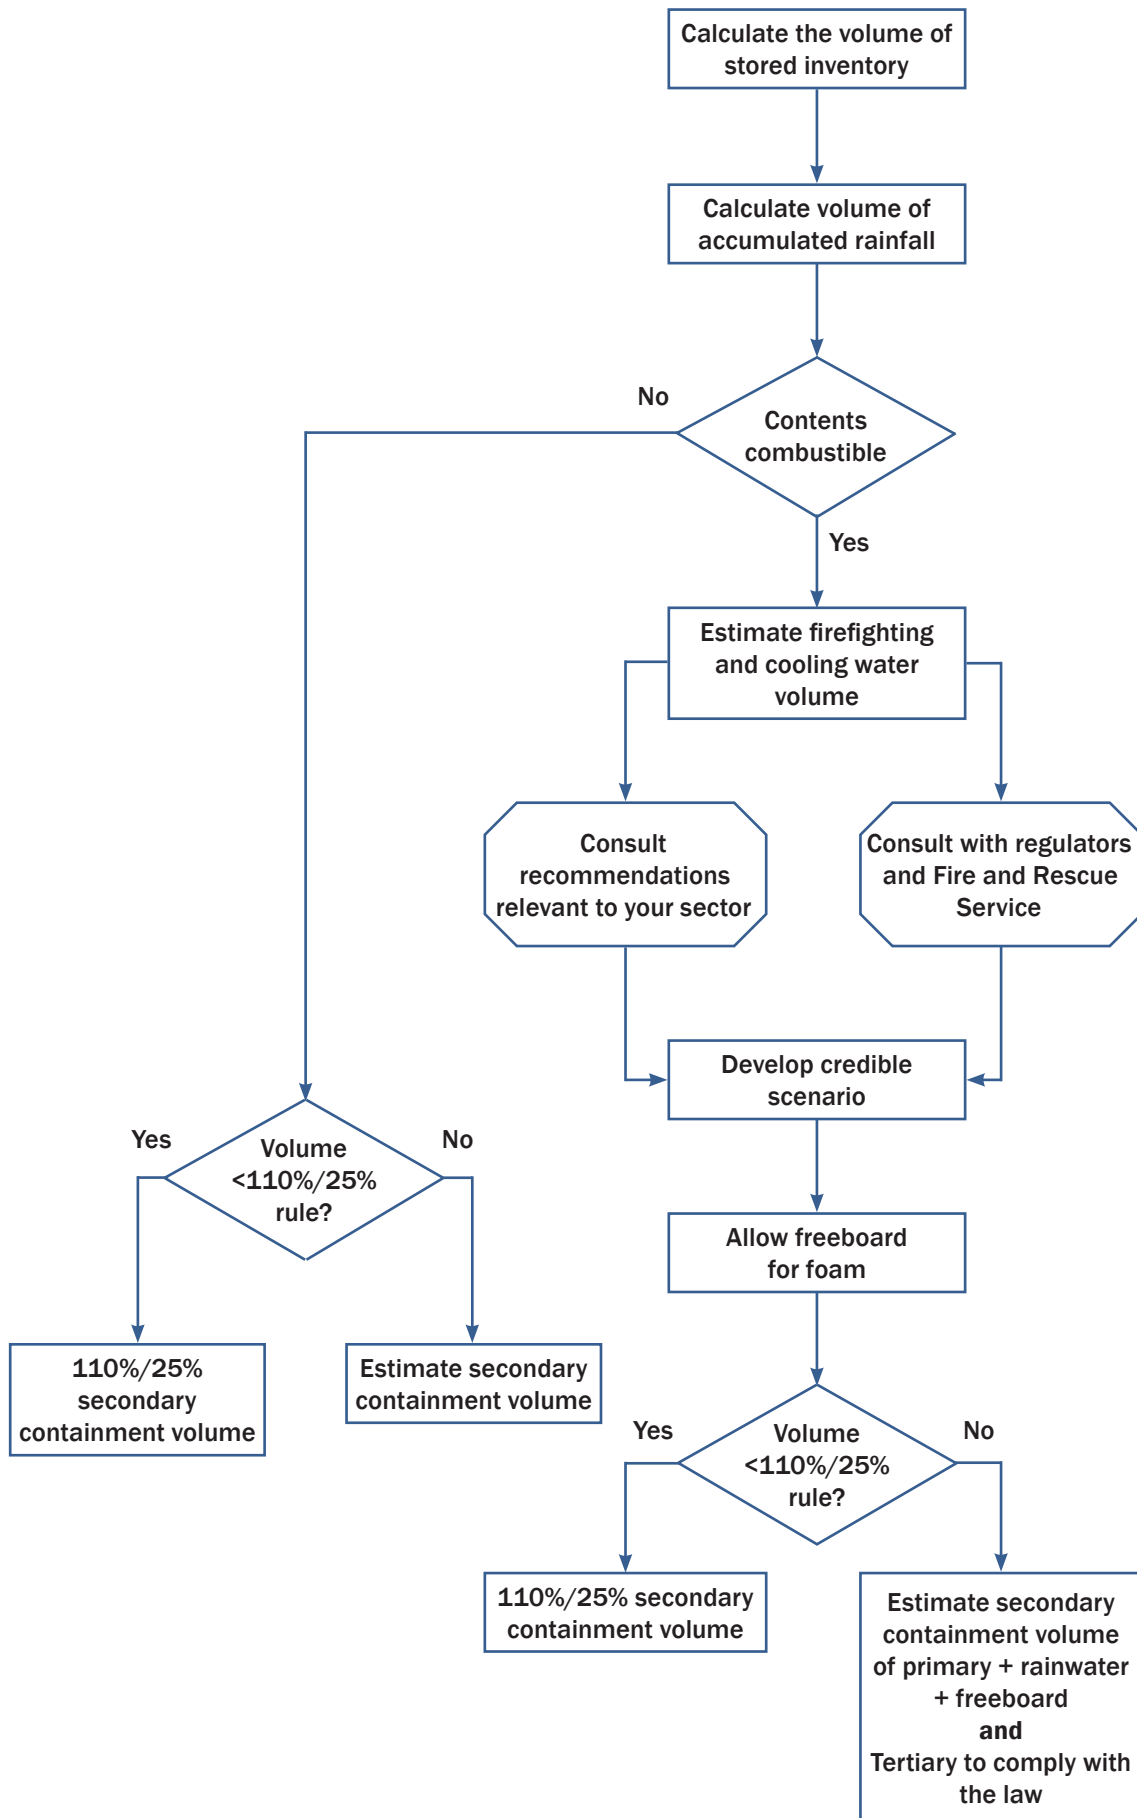 Calculate the volume of
stored inventory
Calculate volume of
accumulated rainfall
No
Contents
combustible
Yes
Estimate firefighting
and cooling water
volume
Consult
recommendations
relevant to your sector
Consult with regulators
and Fire and Rescue
Service
Develop credible
scenario
Yes
Volume
<110%/25%
rule?
No
Allow freeboard
for foam
110%/25%
secondary
containment volume
Estimate secondary
containment volume
Yes
Volume
<110%/25%
rule?
No
110%/25% secondary
containment volume
Estimate secondary
containment volume
of primary + rainwater
+ freeboard
and
Tertiary to comply with
the law